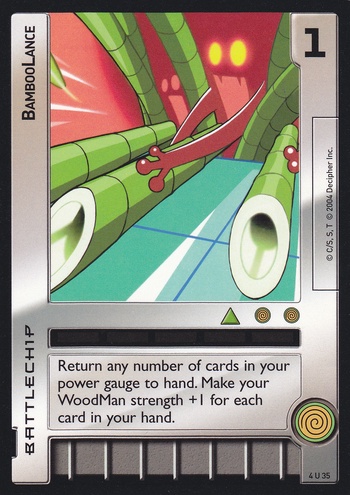 BambooLance
1
© C/S, S, T © 2004 Decipher Inc.
BATTLECHIP
Return any number of cards in your
power gauge to hand. Make your
WoodMan strength +1 for each
card in your hand.
4 U 35